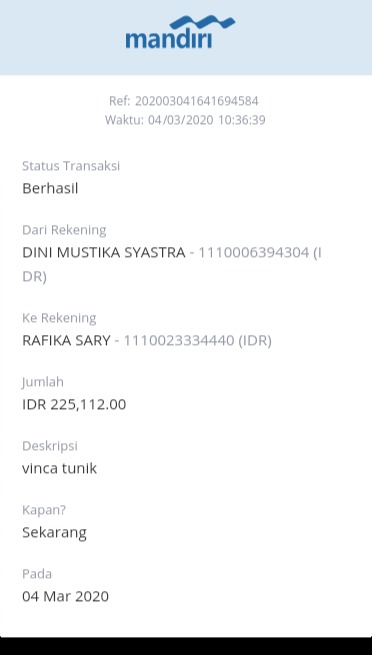 mandiri
Ref: 202003041641694584
Waktu: 04/03/2020 10:36:39
Status Transaksi
Berhasil
Dari Rekening
DINI MUSTIKA SYASTRA - 1110006394304 (I
DR)
Ke Rekening
RAFIKA SARY - 1110023334440 (IDR)
Jumlah
IDR 225,112.00
Deskripsi
vinca tunik
Kapan?
Sekarang
Pada
04 Mar 2020